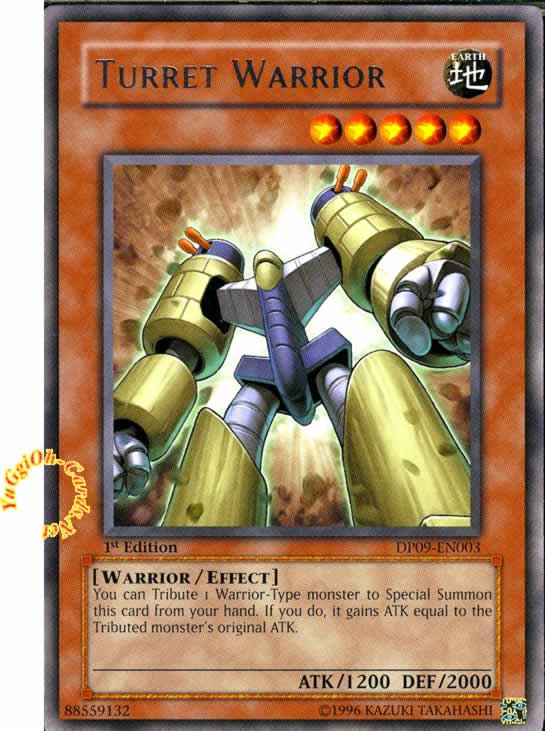 TURRET WARRIOR
EARTH
地
1st Edition
DP09-EN003
[WARRIOR / EFFECT]
You can Tribute 1 Warrior-Type monster to Special Summon
this card from your hand. If you do, it gains ATK equal to the
Tributed monster's original ATK.
ATK/1200 DEF/2000
88559132
©1996 KAZUKI TAKAHASHI
YuGgiOh-Cards.Net